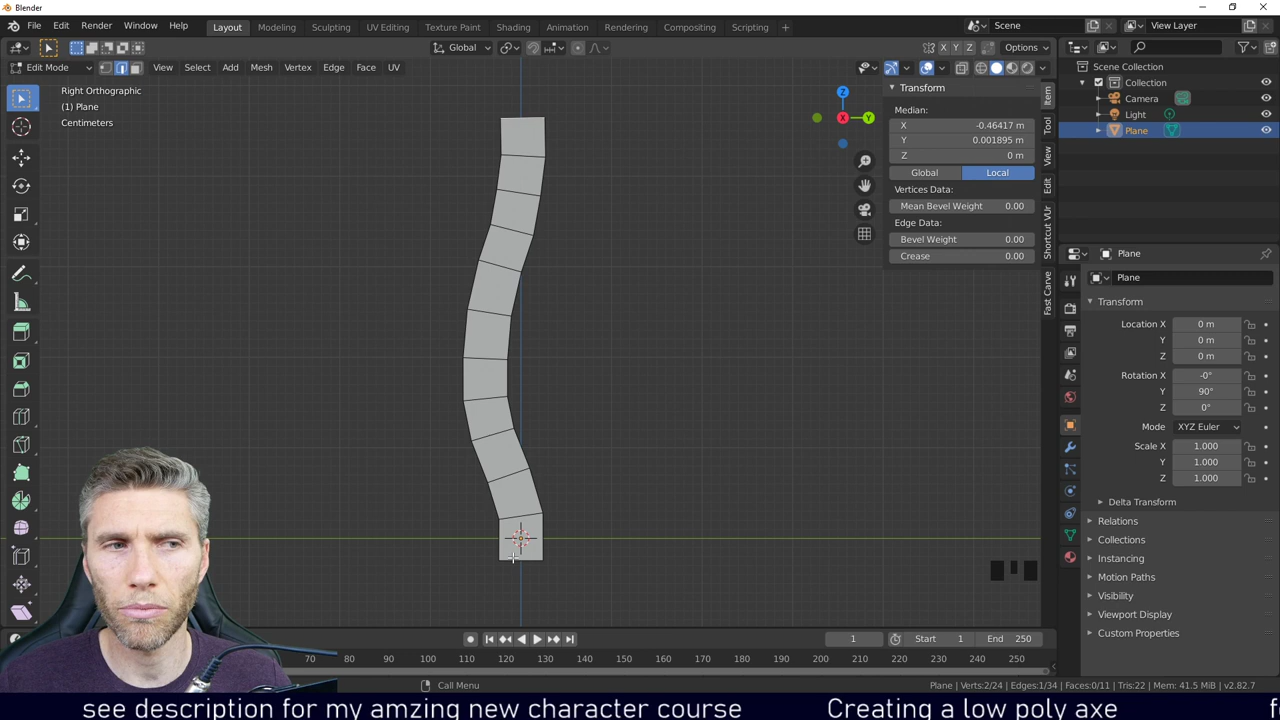 Blender
File Edit Render Window Help Layout Modeling Sculpting UV Editing Texture Paint Shading Animation Rendering Compositing Scripting + Scene View Layer
Global X Y Z Options
Edit Mode View Select Add Mesh Vertex Edge Face UV
Right Orthographic
(1) Plane
Centimeters
Z
X
Y
Transform
Median:
X -0.46417 m
Y 0.001895 m
Z 0 m
Global Local
Vertices Data:
Mean Bevel Weight 0.00
Edge Data:
Bevel Weight 0.00
Crease 0.00
Item
Tool
View
Edit
Shortcut VUr
Fast Carve
Scene Collection
Collection
Camera
Light
Plane
Plane
Plane
Transform
Location X 0 m
Y 0 m
Z 0 m
Rotation X -0°
Y 90°
Z 0°
Mode XYZ Euler
Scale X 1.000
Y 1.000
Z 1.000
Delta Transform
Relations
Collections
Instancing
Motion Paths
Visibility
Viewport Display
Custom Properties
1 Start 1 End 250
70 80 90 100 110 120 130 140 150 160 170 180 190 200 210 220 230 240 250
Call Menu
Plane | Verts:2/24 | Edges:1/34 | Faces:0/11 | Tris:22 | Mem: 41.5 MiB | v2.82.7
see description for my amzing new character course Creating a low poly axe f